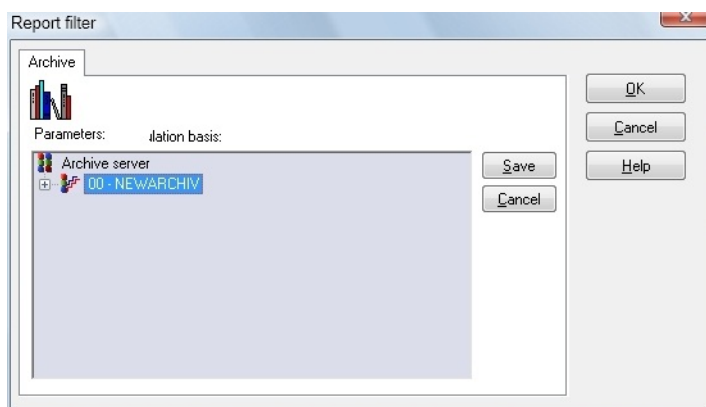 Report filter
Archive
OK
Parameters:
Cancel
lation basis:
Archive server
Save
Help
00 - NEWARCHIV
Cancel